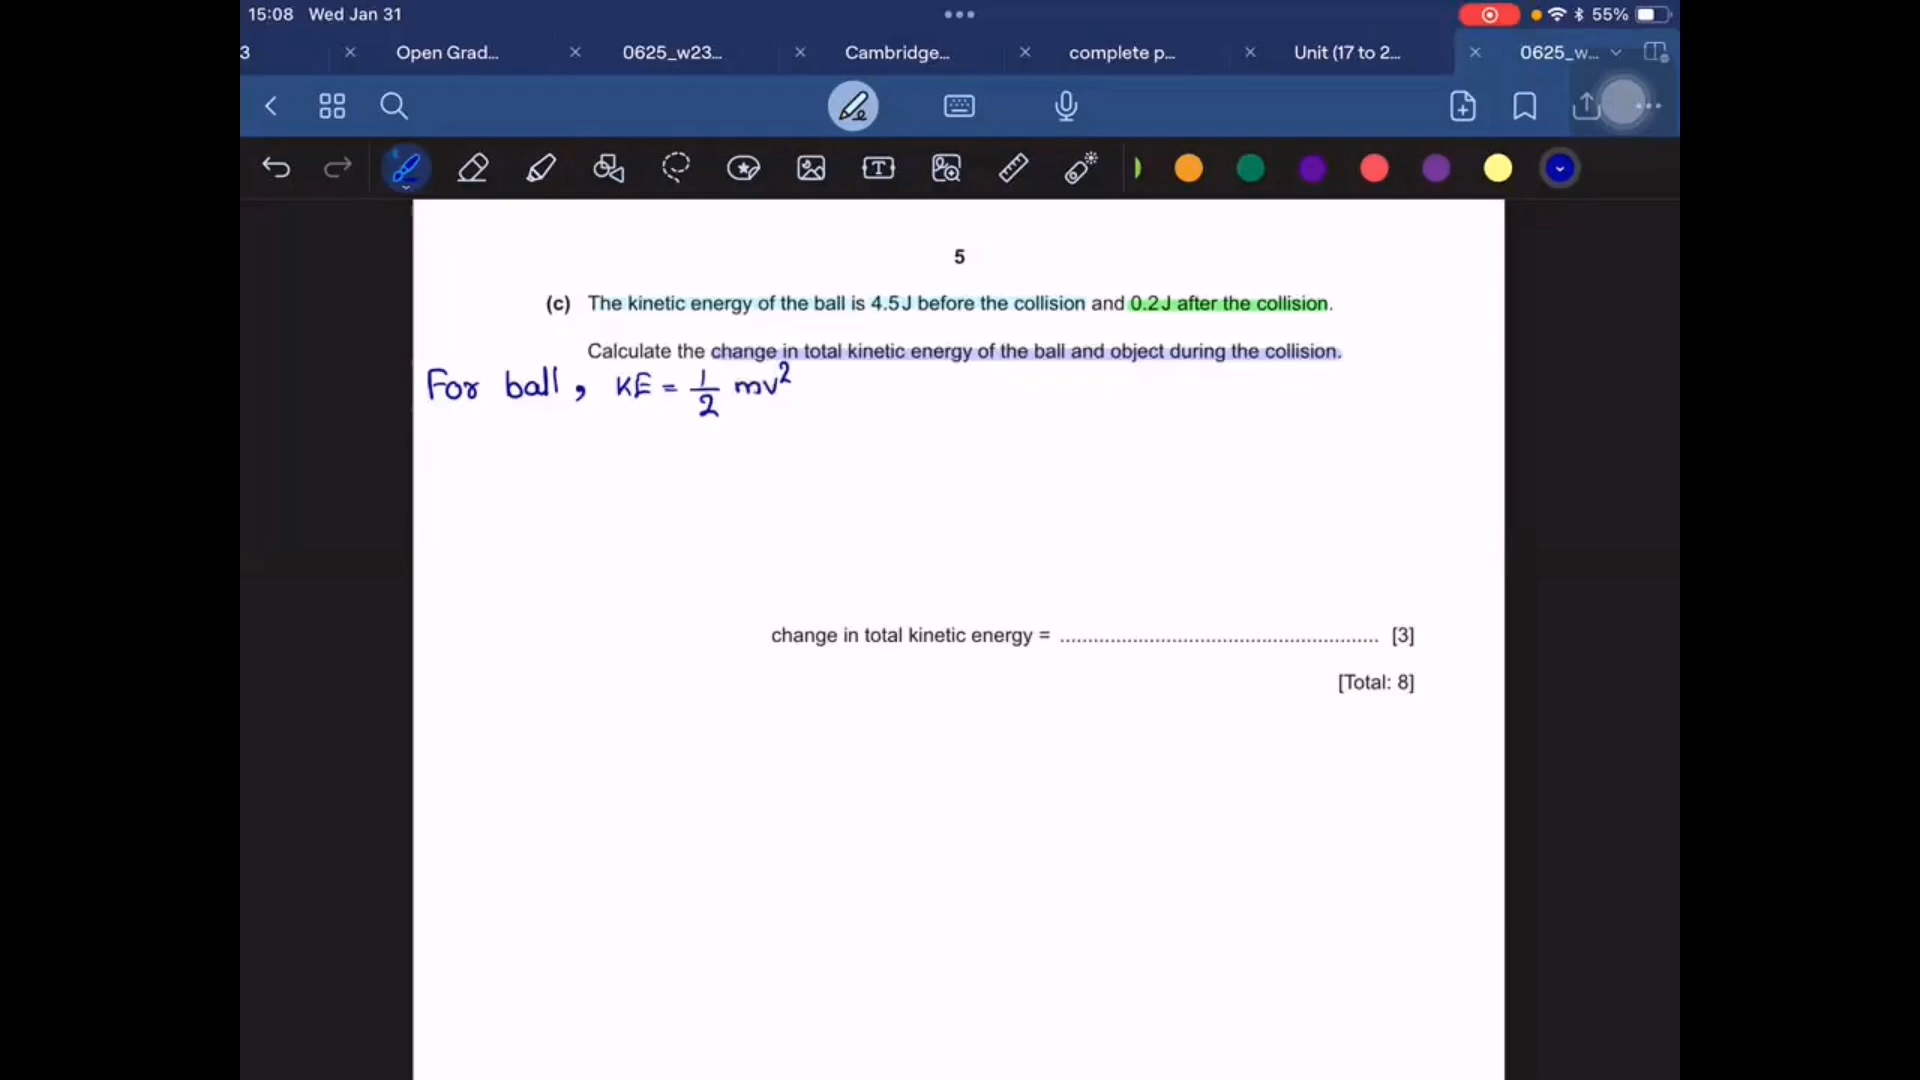 15:08 Wed Jan 31
55%
3
Open Grad...
0625_w23...
Cambridge...
complete p...
Unit (17 to 2...
0625_w...
5
(c) The kinetic energy of the ball is 4.5J before the collision and 0.2J after the collision.
Calculate the change in total kinetic energy of the ball and object during the collision.
For ball, KE = 1/2 mv²
change in total kinetic energy = ......................................................... [3]
[Total: 8]